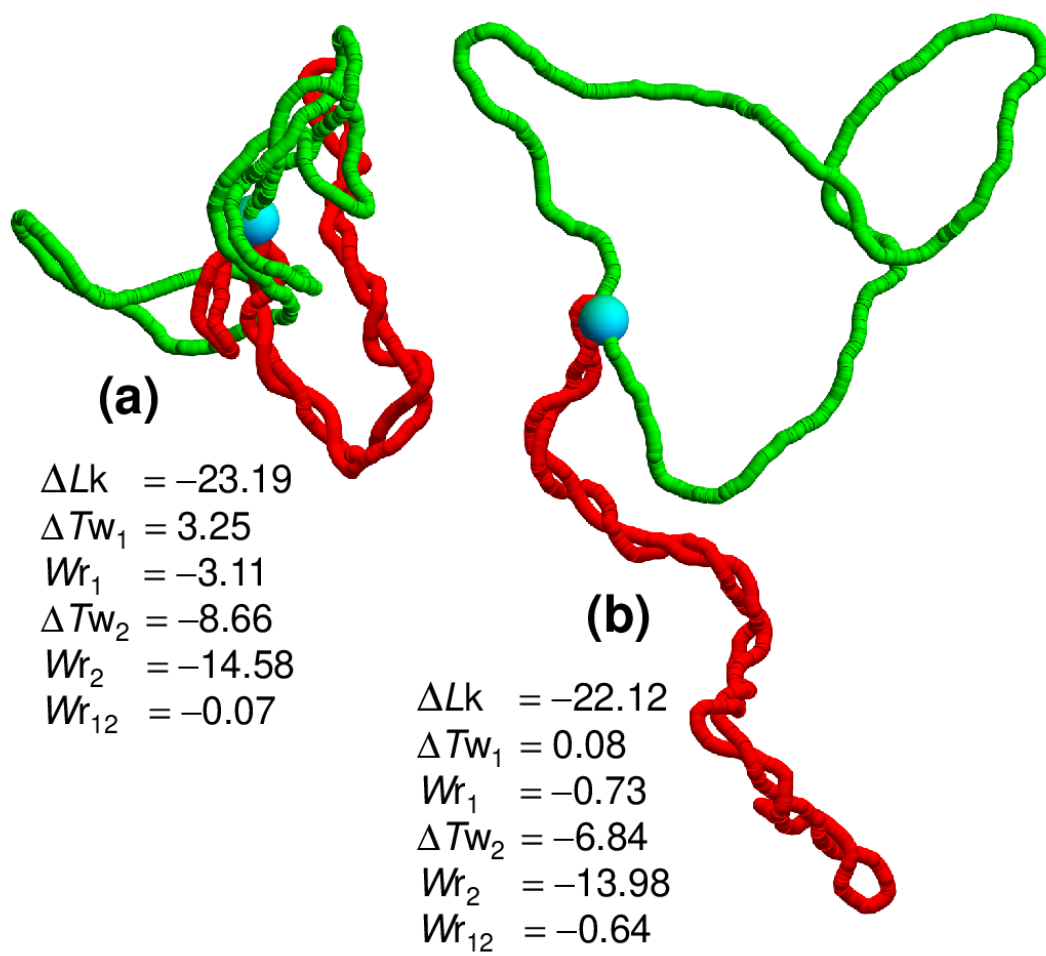 (a)
ΔLk = −23.19
ΔTw₁ = 3.25
Wr₁ = −3.11
ΔTw₂ = −8.66
Wr₂ = −14.58
Wr₁₂ = −0.07
(b)
ΔLk = −22.12
ΔTw₁ = 0.08
Wr₁ = −0.73
ΔTw₂ = −6.84
Wr₂ = −13.98
Wr₁₂ = −0.64